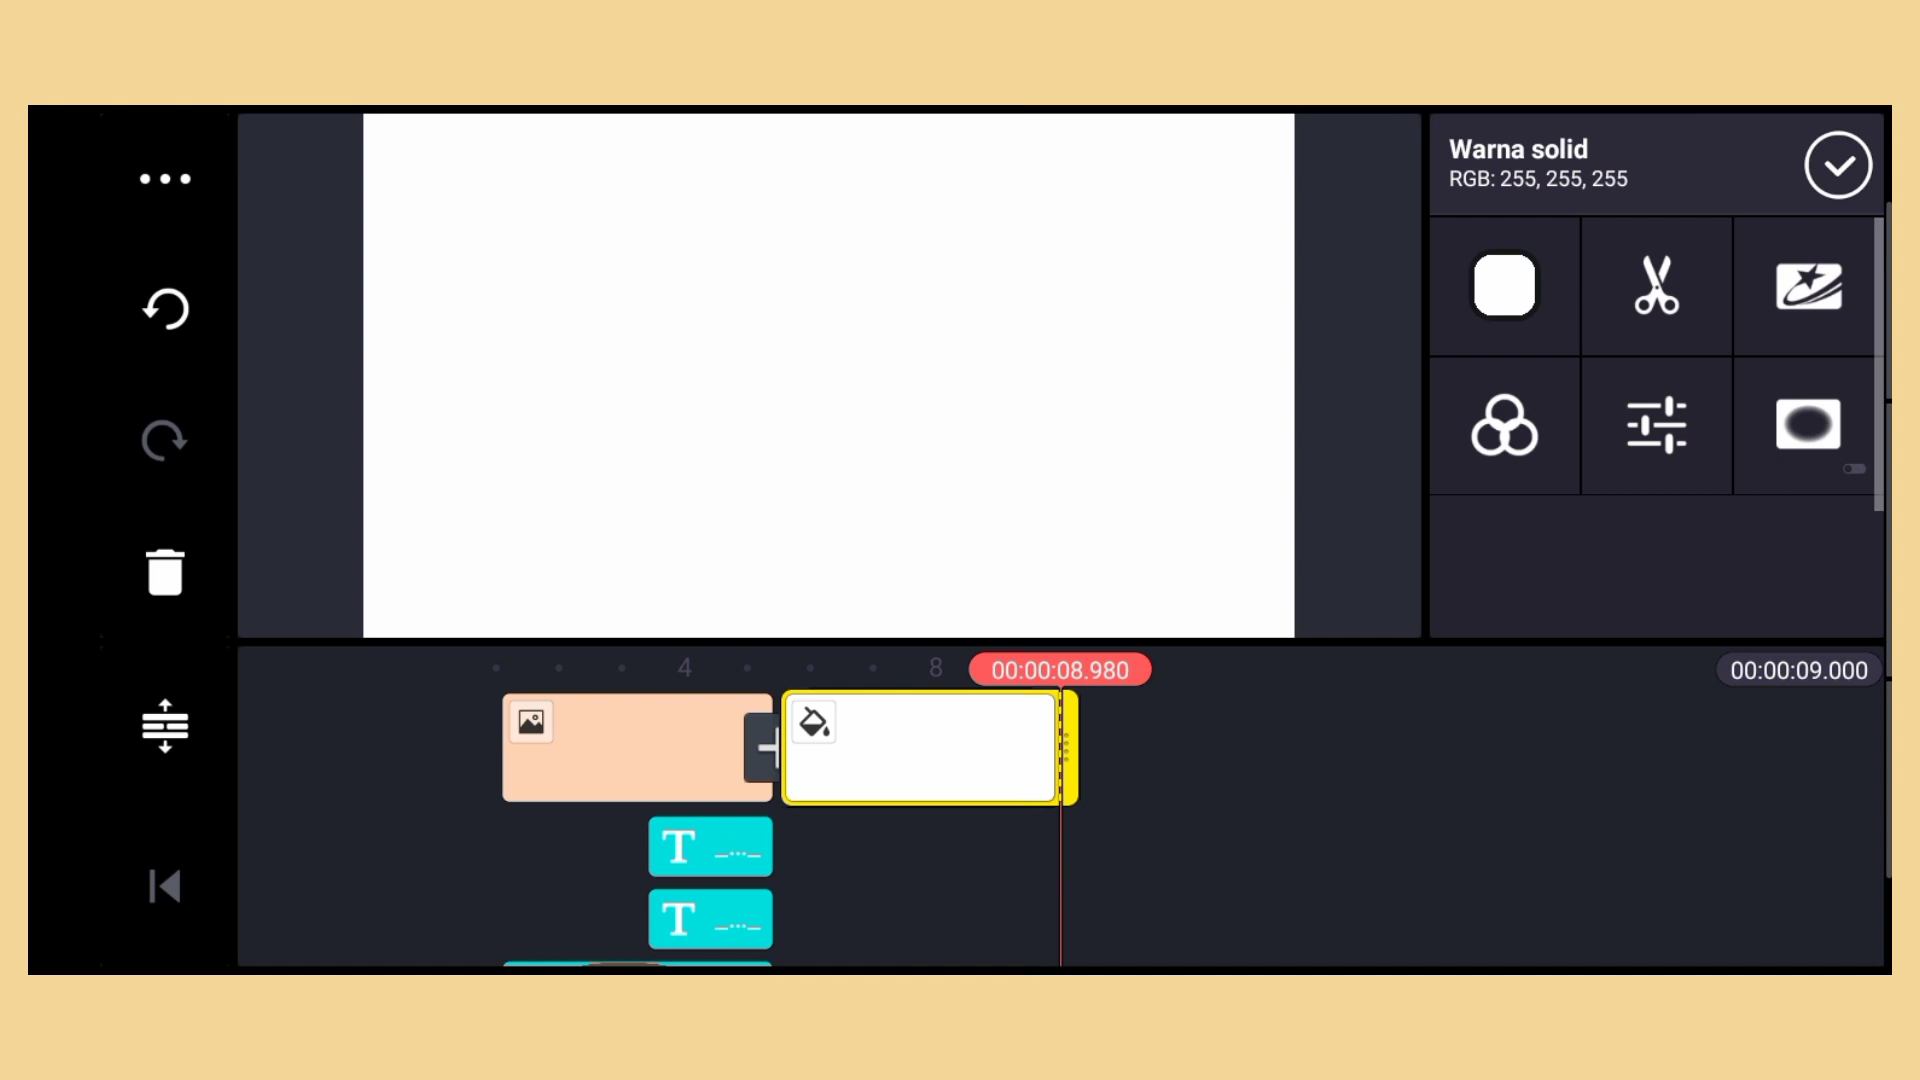 Warna solid
RGB: 255, 255, 255
4
8
00:00:08.980
00:00:09.000
T _..._
T _..._